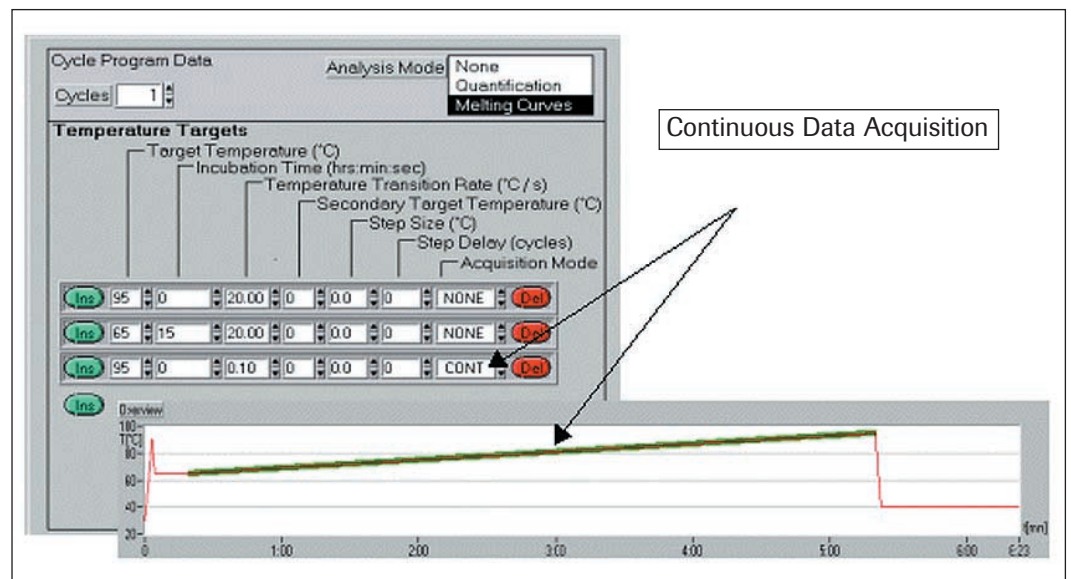 Cycle Program Data
Analysis Mode
None
Quantification
Melting Curves
Cycles 1
Temperature Targets
Target Temperature (°C)
Incubation Time (hrs:min:sec)
Temperature Transition Rate (°C / s)
Secondary Target Temperature (°C)
Step Size (°C)
Step Delay (cycles)
Acquisition Mode
Ins 95 0 20.00 0 0.0 0 NONE Del
Ins 65 15 20.00 0 0.0 0 NONE Del
Ins 95 0 0.10 0 0.0 0 CONT Del
Ins
Continuous Data Acquisition
Overview
100
T[°C]
80
60
40
20
0 1:00 2:00 3:00 4:00 5:00 6:00 6:23